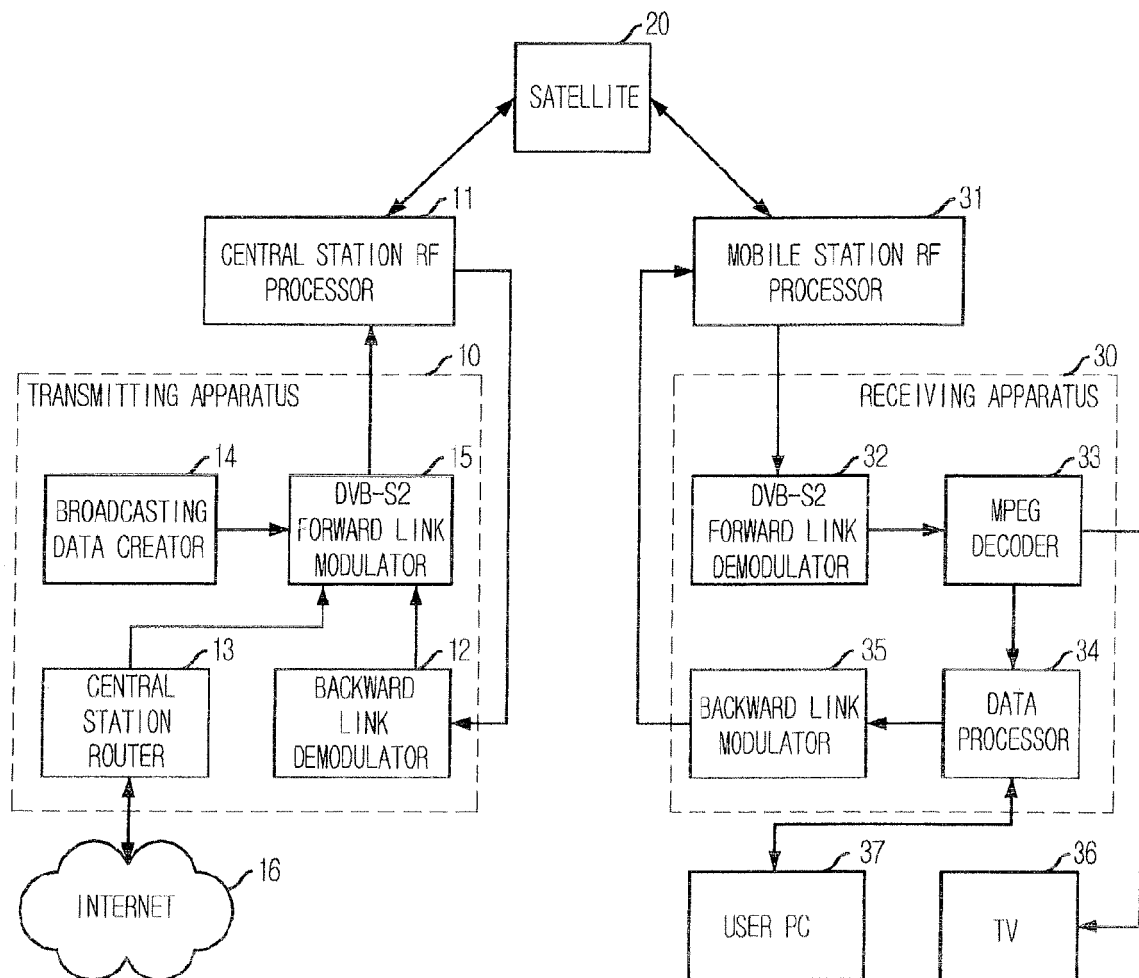 20
SATELLITE
11
CENTRAL STATION RF
PROCESSOR
31
MOBILE STATION RF
PROCESSOR
10
TRANSMITTING APPARATUS
14
BROADCASTING
DATA CREATOR
15
DVB-S2
FORWARD LINK
MODULATOR
13
CENTRAL
STATION
ROUTER
12
BACKWARD
LINK
DEMODULATOR
16
INTERNET
30
RECEIVING APPARATUS
32
DVB-S2
FORWARD LINK
DEMODULATOR
33
MPEG
DECODER
35
BACKWARD LINK
MODULATOR
34
DATA
PROCESSOR
37
USER PC
36
TV